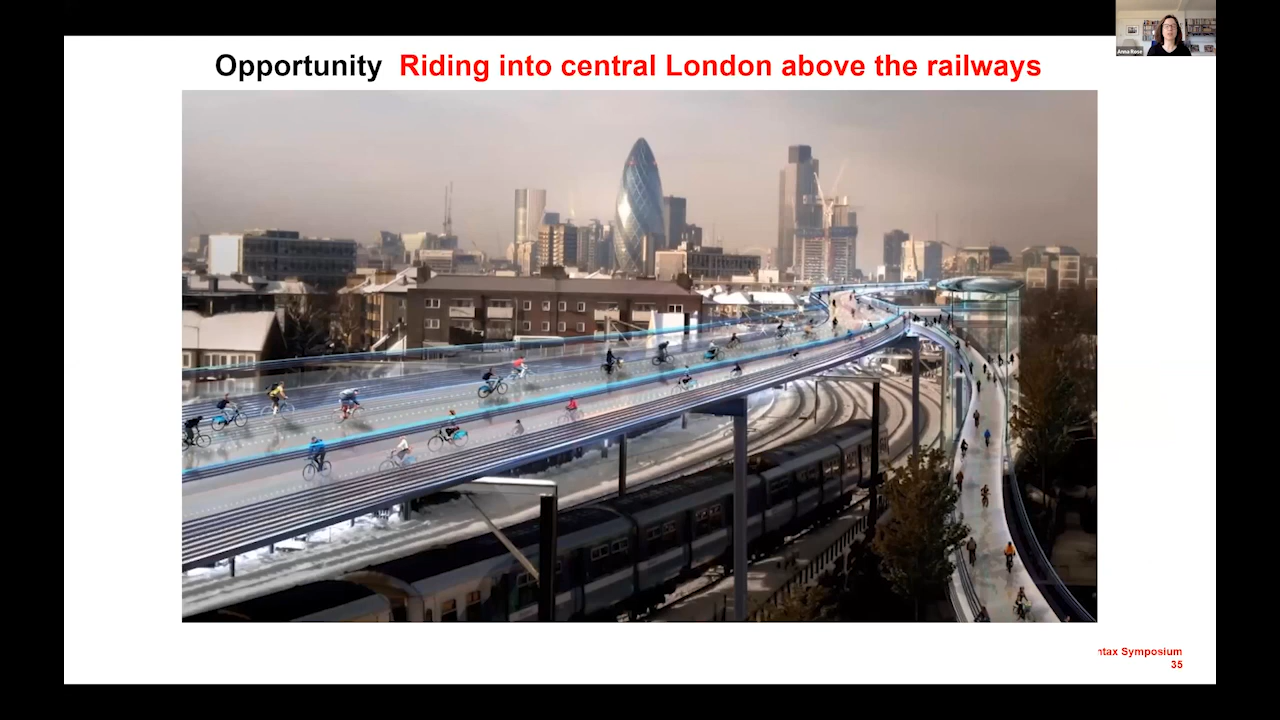 Anna Rose
Opportunity Riding into central London above the railways
ntax Symposium
35